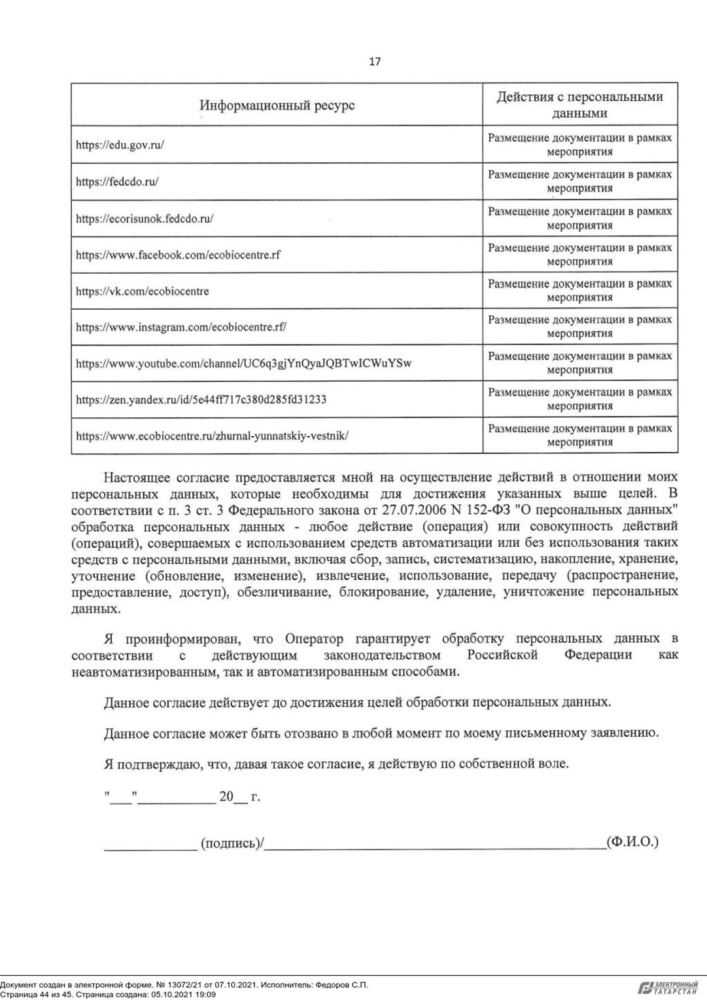 17
Информационный ресурс
Действия с персональными
данными
https://edu.gov.ru/
Размещение документации в рамках
мероприятия
https://fedcdo.ru/
Размещение документации в рамках
мероприятия
https://ecorisunok.fedcdo.ru/
Размещение документации в рамках
мероприятия
https://www.facebook.com/ecobiocentre.rf
Размещение документации в рамках
мероприятия
https://vk.com/ecobiocentre
Размещение документации в рамках
мероприятия
https://www.instagram.com/ecobiocentre.rf/
Размещение документации в рамках
мероприятия
https://www.youtube.com/channel/UC6q3gjYnQyaJQBTwICWuYSw
Размещение документации в рамках
мероприятия
https://zen.yandex.ru/id/5e44ff717c380d285fd31233
Размещение документации в рамках
мероприятия
https://www.ecobiocentre.ru/zhurnal-yunnatskiy-vestnik/
Размещение документации в рамках
мероприятия
Настоящее согласие предоставляется мной на осуществление действий в отношении моих
персональных данных, которые необходимы для достижения указанных выше целей. В
соответствии с п. 3 ст. 3 Федерального закона от 27.07.2006 N 152-ФЗ "О персональных данных"
обработка персональных данных - любое действие (операция) или совокупность действий
(операций), совершаемых с использованием средств автоматизации или без использования таких
средств с персональными данными, включая сбор, запись, систематизацию, накопление, хранение,
уточнение (обновление, изменение), извлечение, использование, передачу (распространение,
предоставление, доступ), обезличивание, блокирование, удаление, уничтожение персональных
данных.
Я проинформирован, что Оператор гарантирует обработку персональных данных в
соответствии с действующим законодательством Российской Федерации как
неавтоматизированным, так и автоматизированным способами.
Данное согласие действует до достижения целей обработки персональных данных.
Данное согласие может быть отозвано в любой момент по моему письменному заявлению.
Я подтверждаю, что, давая такое согласие, я действую по собственной воле.
"___"___________ 20__ г.
_____________ (подпись)/________________________________________________(Ф.И.О.)
Документ создан в электронной форме. № 13072/21 от 07.10.2021. Исполнитель: Федоров С.П.
Страница 44 из 45. Страница создана: 05.10.2021 19:09
ЭЛЕКТРОННЫЙ
ТАТАРСТАН